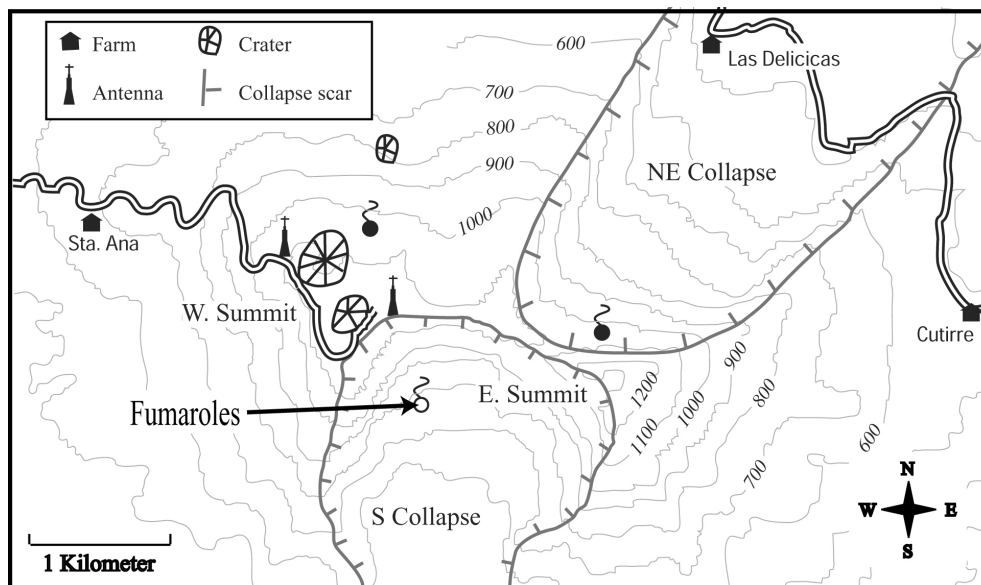 Farm
Crater
Antenna
Collapse scar
600
700
800
900
1000
Las Delicicas
NE Collapse
Sta. Ana
W. Summit
Cutirre
E. Summit
1200
1100
1000
900
800
700
600
Fumaroles
S Collapse
N
W
E
S
1 Kilometer